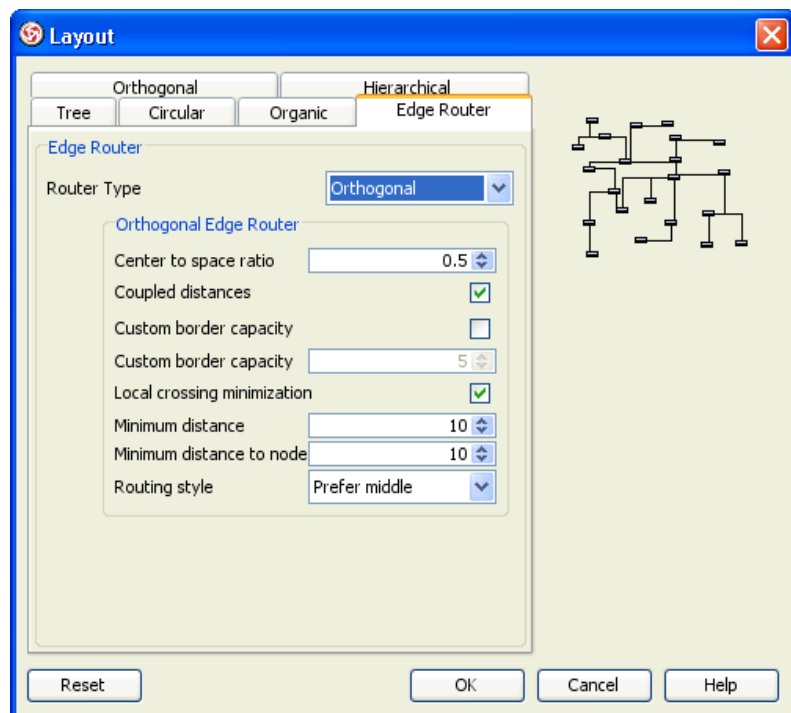 Layout
Orthogonal Hierarchical
Tree Circular Organic Edge Router
Edge Router
Router Type Orthogonal
Orthogonal Edge Router
Center to space ratio 0.5
Coupled distances
Custom border capacity
Custom border capacity 5
Local crossing minimization
Minimum distance 10
Minimum distance to node 10
Routing style Prefer middle
Reset OK Cancel Help